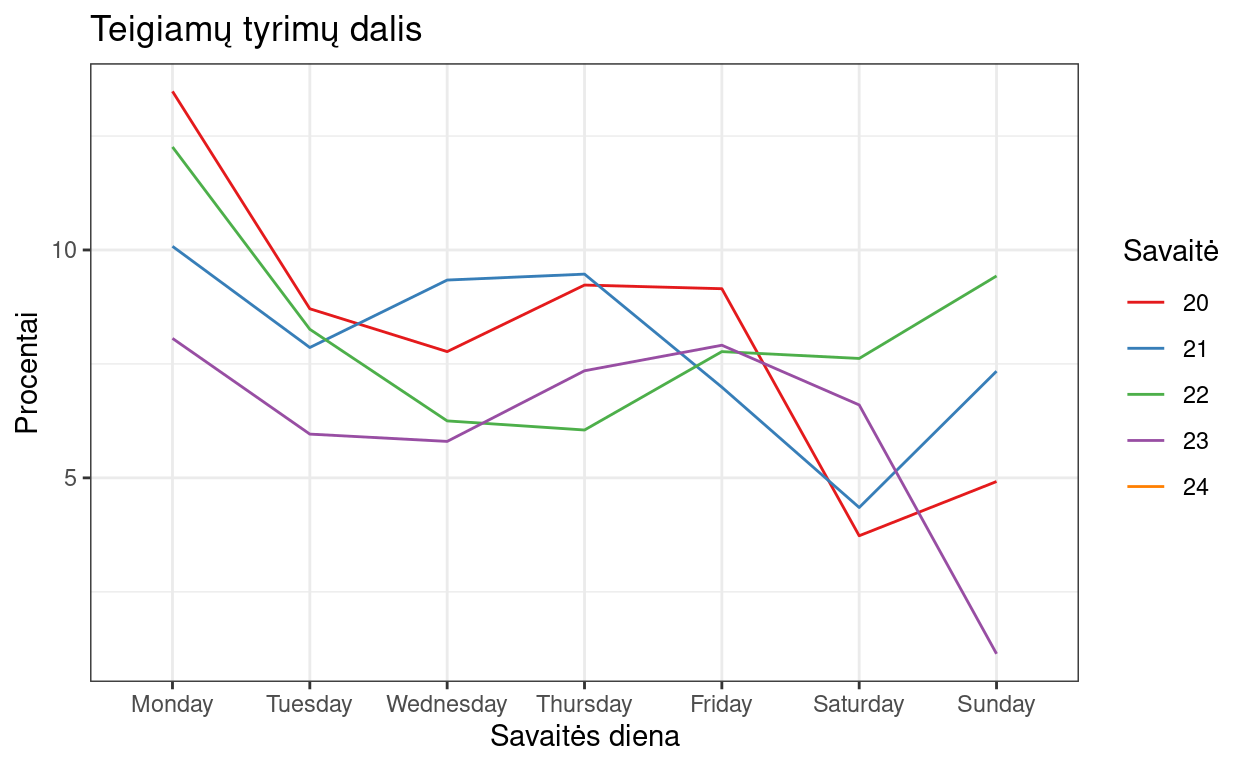 Teigiamų tyrimų dalis
Procentai
10
5
Monday
Tuesday
Wednesday
Thursday
Friday
Saturday
Sunday
Savaitės diena
Savaitė
20
21
22
23
24